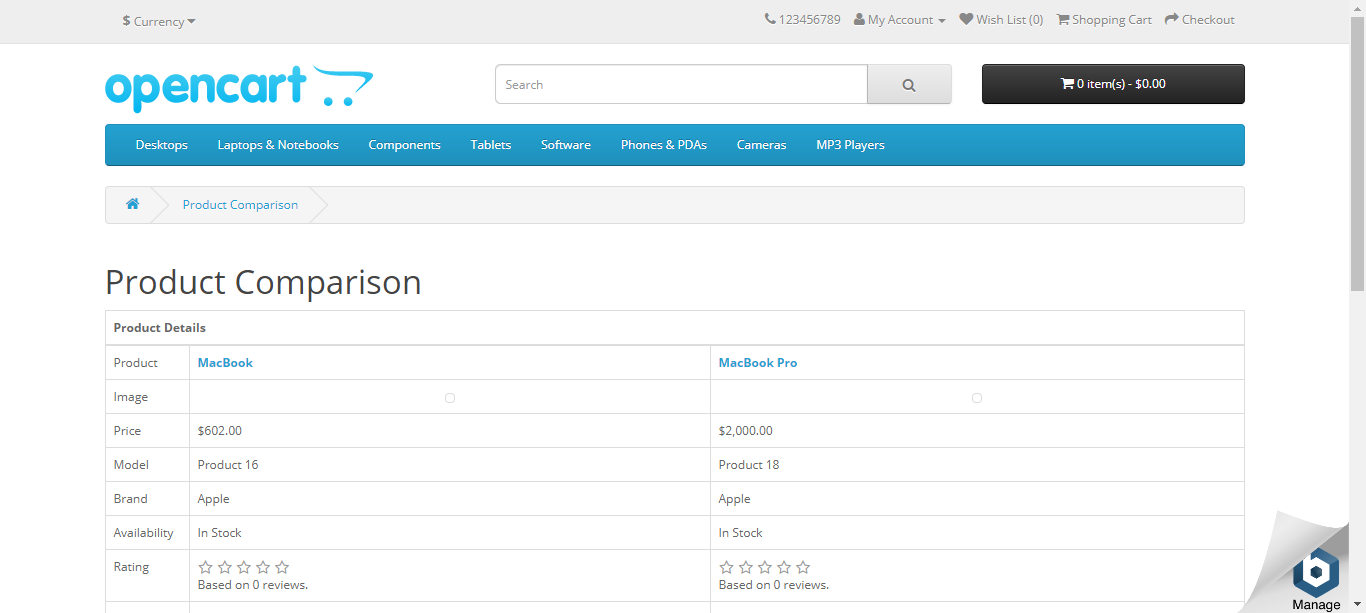 $ Currency 123456789 My Account Wish List (0) Shopping Cart Checkout
opencart Search 0 item(s) - $0.00
Desktops Laptops & Notebooks Components Tablets Software Phones & PDAs Cameras MP3 Players
Product Comparison
Product Comparison
Product Details
Product MacBook MacBook Pro
Image
Price $602.00 $2,000.00
Model Product 16 Product 18
Brand Apple Apple
Availability In Stock In Stock
Rating
Based on 0 reviews. Based on 0 reviews.
b
Manage